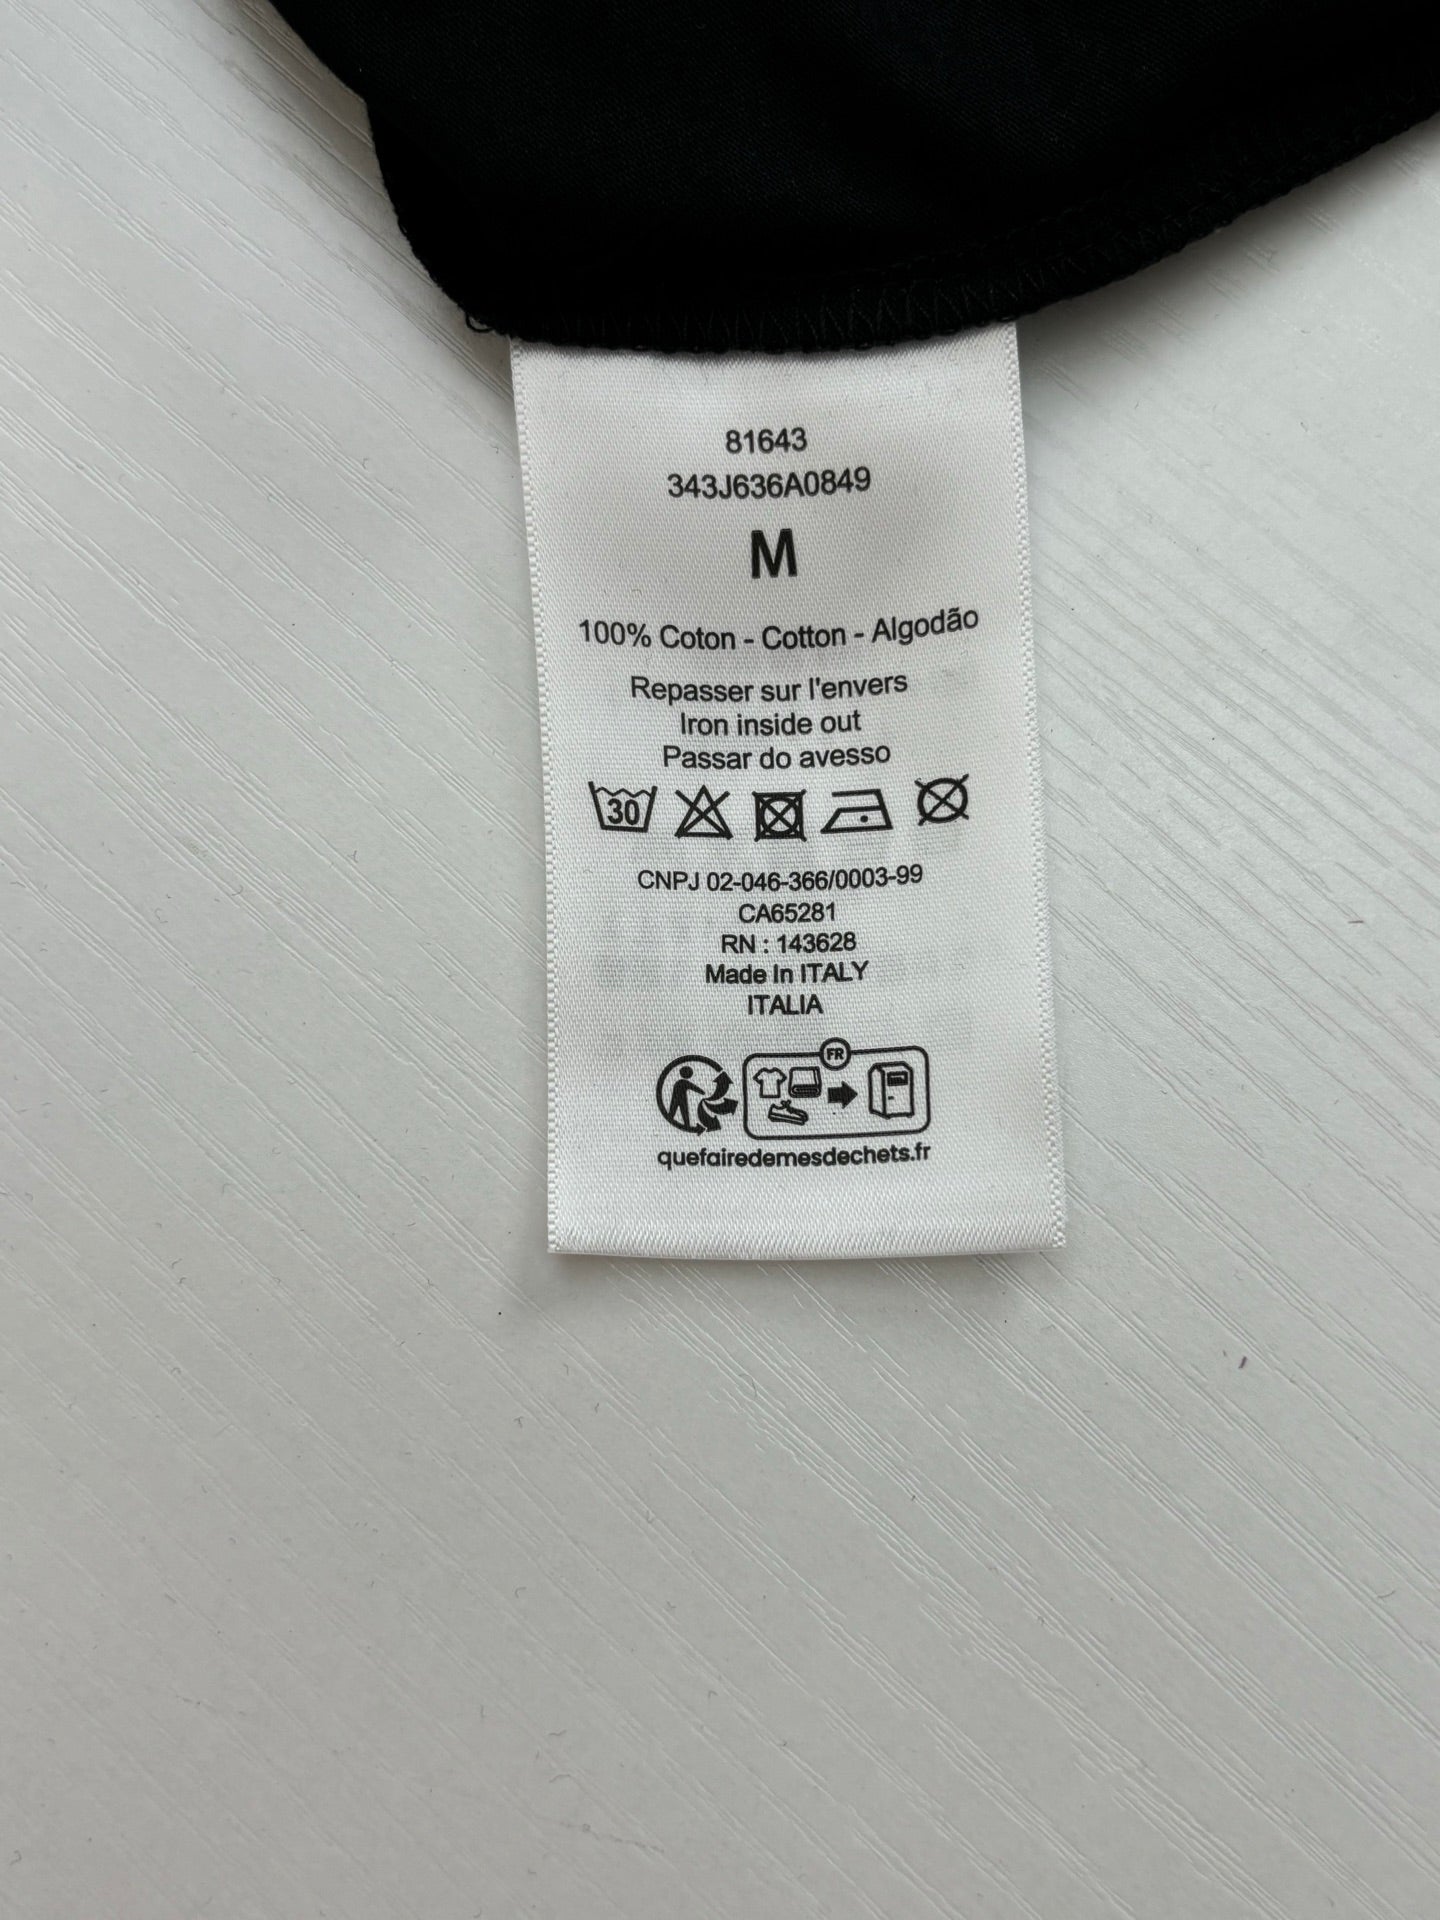 81643
343J636A0849
M
100% Coton - Cotton - Algodão
Repasser sur l'envers
Iron inside out
Passar do avesso
30
CNPJ 02-046-366/0003-99
CA65281
RN : 143628
Made In ITALY
ITALIA
FR
quefairedemesdechets.fr